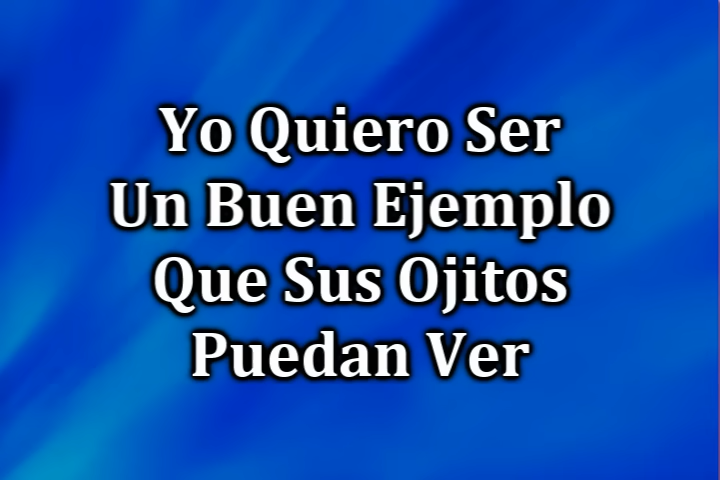 Yo Quiero Ser
Un Buen Ejemplo
Que Sus Ojitos
Puedan Ver